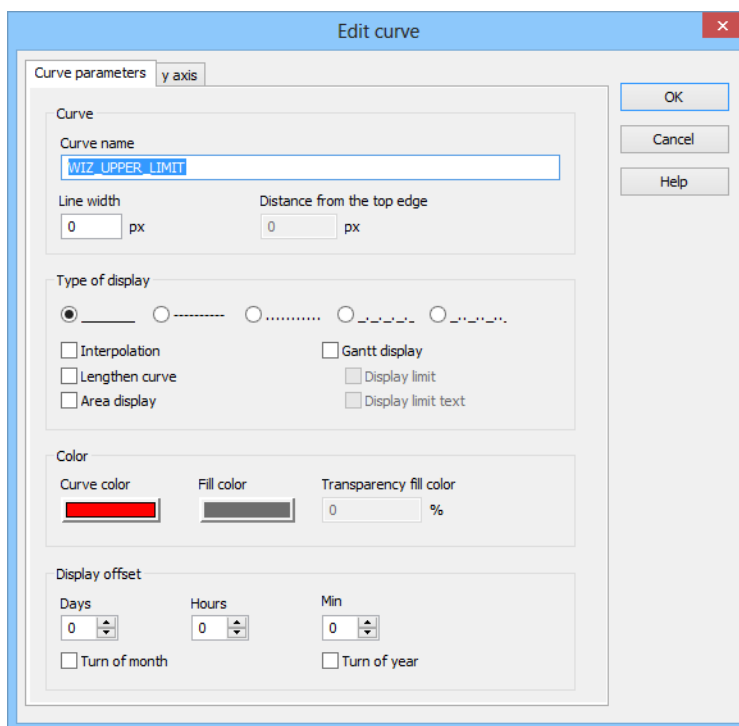 Edit curve
Curve parameters y axis
OK
Cancel
Help
Curve
Curve name
WIZ_UPPER_LIMIT
Line width Distance from the top edge
0 px 0 px
Type of display
Interpolation Gantt display
Lengthen curve Display limit
Area display Display limit text
Color
Curve color Fill color Transparency fill color
0 %
Display offset
Days Hours Min
0 0 0
Turn of month Turn of year